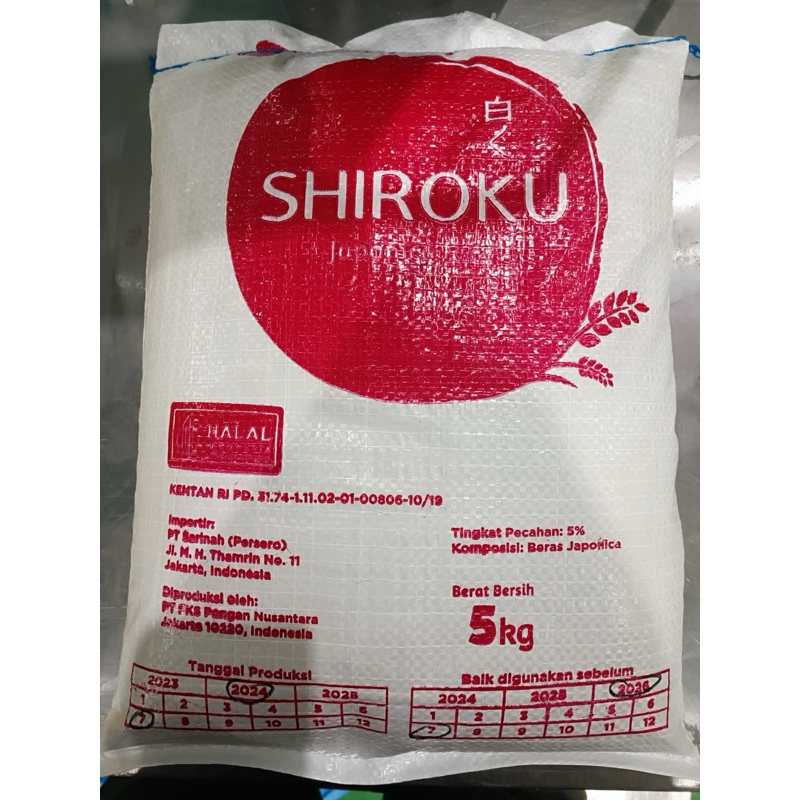 白く
SHIROKU
HALAL
INDONESIA
KEMTAN RI PD. 31.74-1.11.02-01-00806-10/19
Importir:
PT Sarinah (Persero)
Jl. M. H. Thamrin No. 11
Jakarta, Indonesia
Diproduksi oleh:
PT FKS Pangan Nusantara
Jakarta 10220, Indonesia
Tingkat Pecahan: 5%
Komposisi: Beras Japonica
Berat Bersih
5kg
Tanggal Produksi
2023 2024 2025
1 2 3 4 5 6
7 8 9 10 11 12
Baik digunakan sebelum
2024 2025 2026
1 2 3 4 5 6
7 8 9 10 11 12